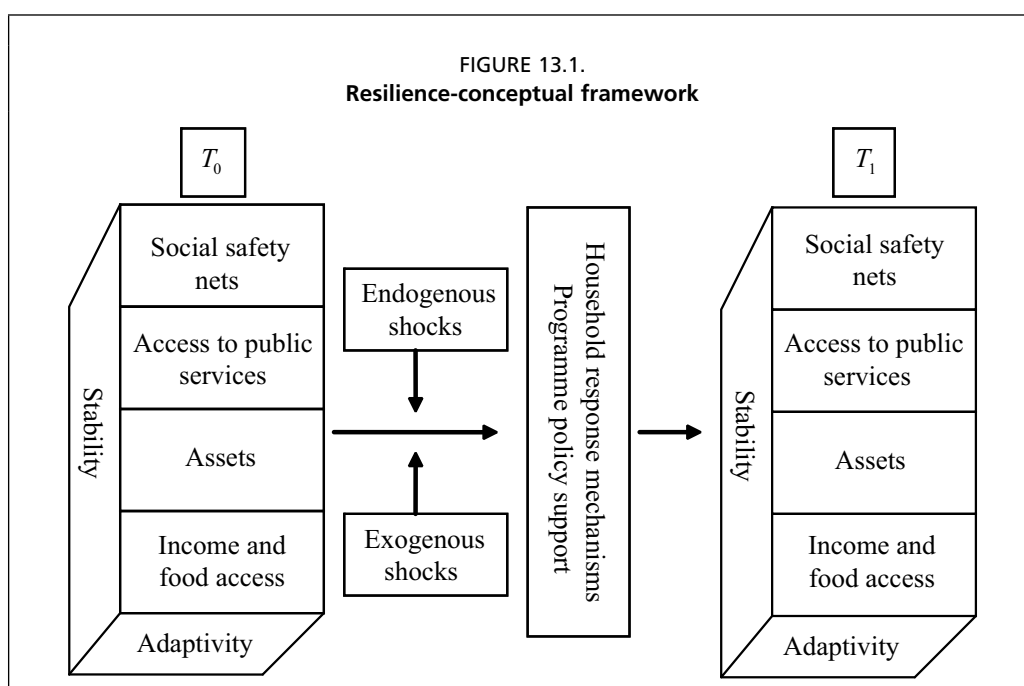 FIGURE 13.1.
Resilience-conceptual framework
T0
Social safety
nets
Access to public
services
Assets
Income and
food access
Stability
Adaptivity
Endogenous
shocks
Exogenous
shocks
Household response mechanisms
Programme policy support
T1
Social safety
nets
Access to public
services
Assets
Income and
food access
Stability
Adaptivity